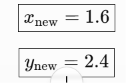 x_new = 1.6
y_new = 2.4